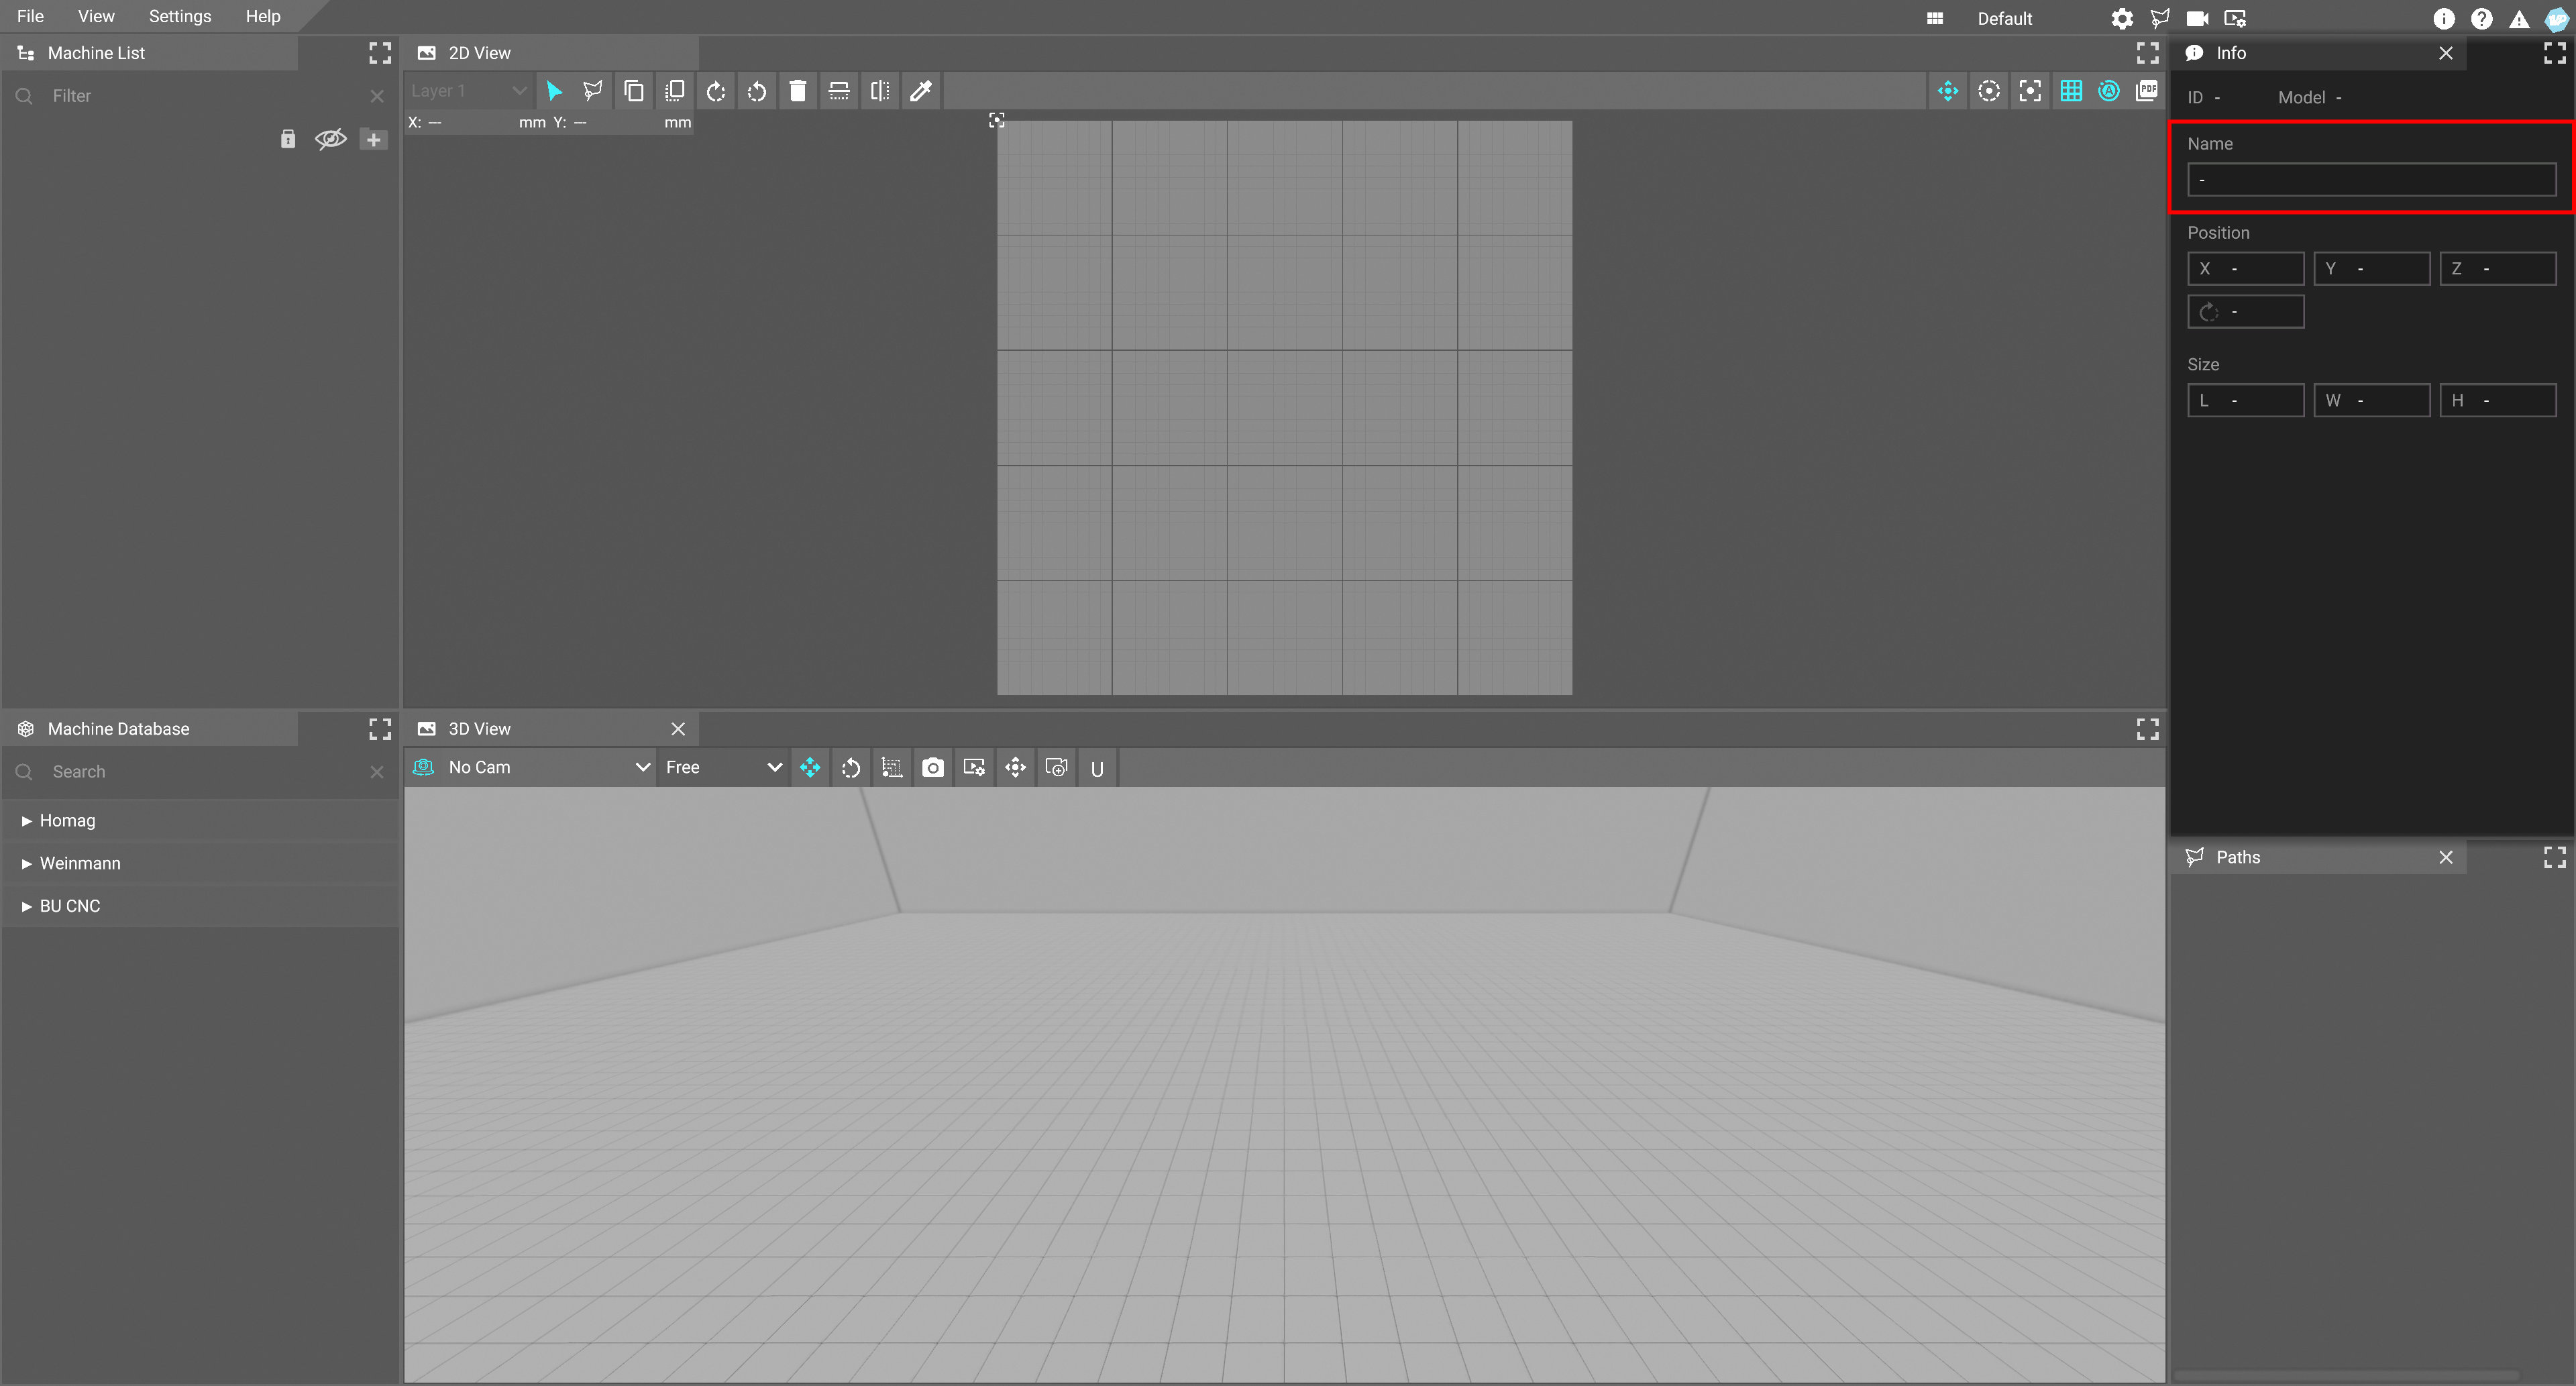 File View Settings Help Default
Machine List
Filter
2D View
Layer 1
PDF
X: --- mm Y: --- mm
Info
ID - Model -
Name
-
Position
X - Y - Z -
-
Size
L - W - H -
Machine Database
Search
Homag
Weinmann
BU CNC
3D View
No Cam Free U
Paths